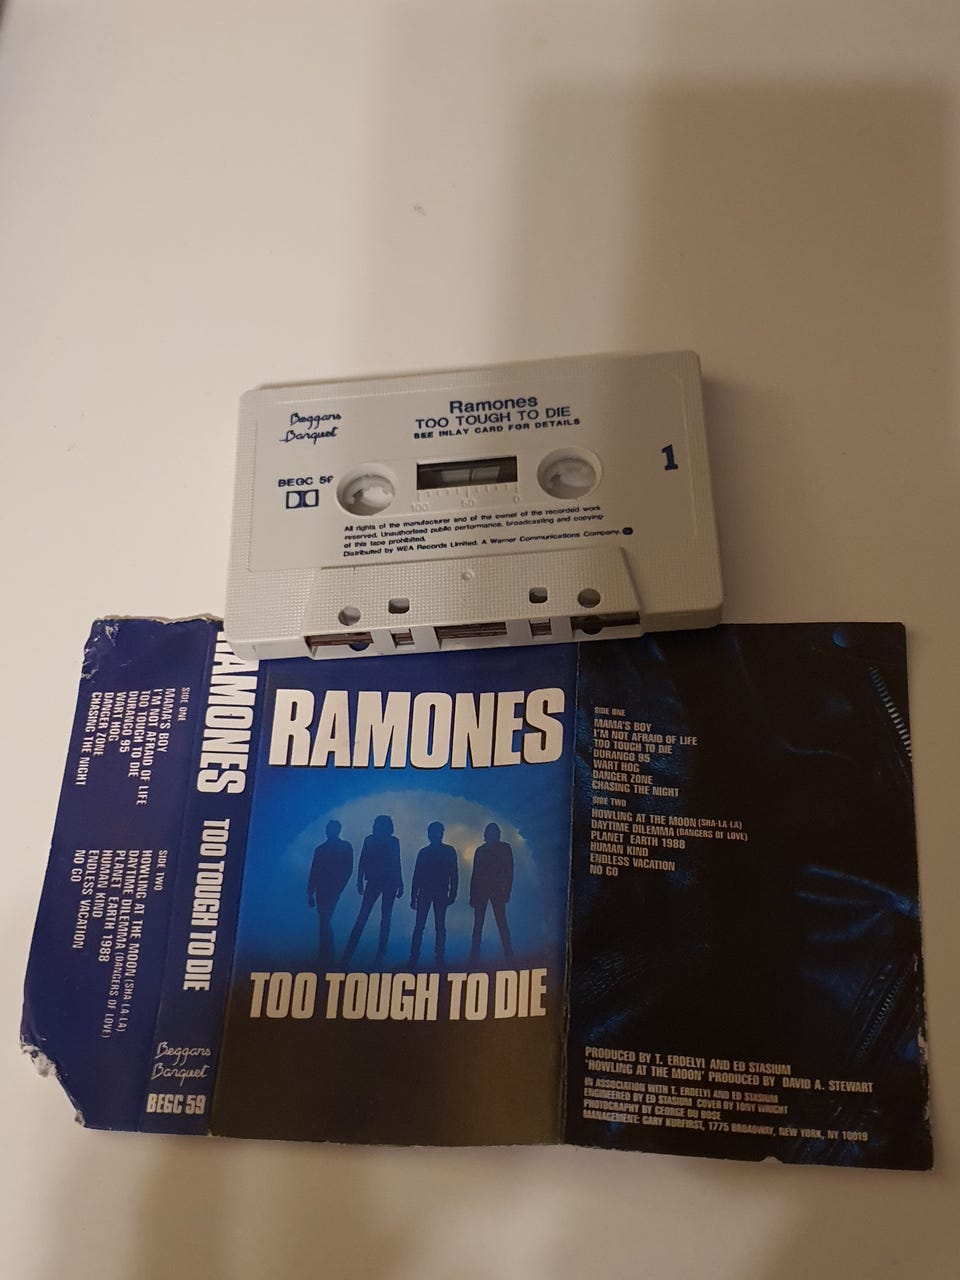 Beggars
Banquet
Ramones
TOO TOUGH TO DIE
SEE INLAY CARD FOR DETAILS
1
BEGC 59
100 50 0
All rights of the manufacturer and of the owner of the recorded work
reserved. Unauthorised public performance, broadcasting and copying
of this tape prohibited.
Distributed by WEA Records Limited. A Warner Communications Company.
SIDE ONE
MAMA'S BOY
I'M NOT AFRAID OF LIFE
TOO TOUGH TO DIE
DURANGO 95
WART HOG
DANGER ZONE
CHASING THE NIGHT
SIDE TWO
HOWLING AT THE MOON (SHA-LA-LA)
DAYTIME DILEMMA (DANGERS OF LOVE)
PLANET EARTH 1988
HUMAN KIND
ENDLESS VACATION
NO GO
RAMONES TOO TOUGH TO DIE
Beggars
Banquet
BEGC 59
RAMONES
TOO TOUGH TO DIE
SIDE ONE
MAMA'S BOY
I'M NOT AFRAID OF LIFE
TOO TOUGH TO DIE
DURANGO 95
WART HOG
DANGER ZONE
CHASING THE NIGHT
SIDE TWO
HOWLING AT THE MOON (SHA-LA-LA)
DAYTIME DILEMMA (DANGERS OF LOVE)
PLANET EARTH 1988
HUMAN KIND
ENDLESS VACATION
NO GO
PRODUCED BY T. ERDELYI AND ED STASIUM
'HOWLING AT THE MOON' PRODUCED BY DAVID A. STEWART
IN ASSOCIATION WITH T. ERDELYI AND ED STASIUM
ENGINEERED BY ED STASIUM COVER BY TONY WRIGHT
PHOTOGRAPHY BY GEORGE DU BOSE
MANAGEMENT: GARY KURFIRST, 1775 BROADWAY, NEW YORK, NY 10019